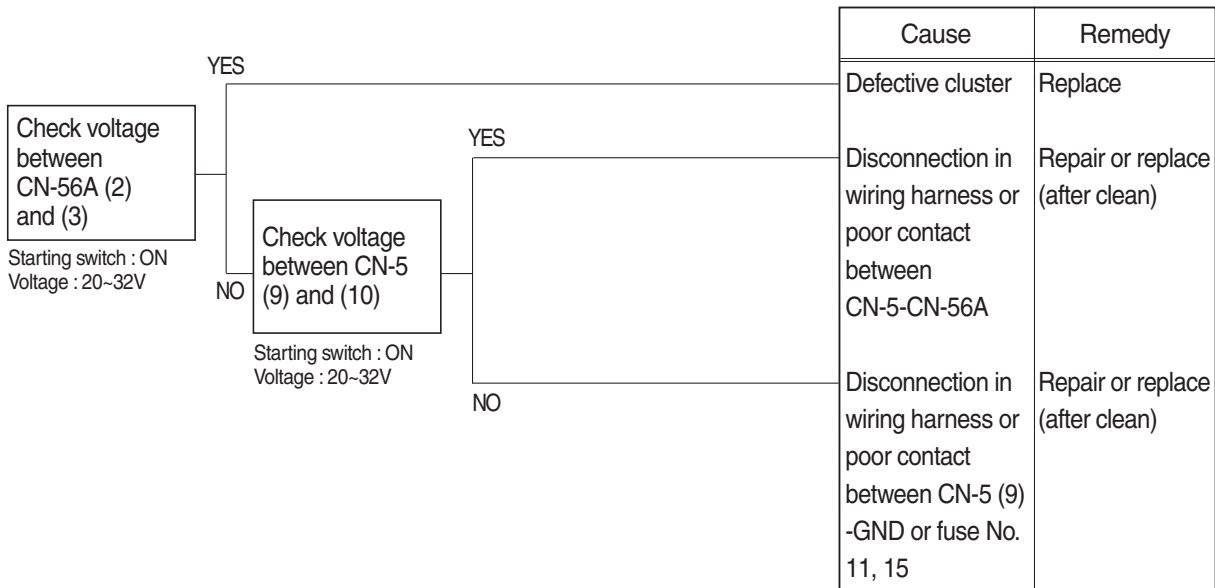 Cause Remedy
YES
Defective cluster Replace
Check voltage
between
CN-56A (2)
and (3)
Starting switch : ON
Voltage : 20~32V
YES
Disconnection in
wiring harness or
poor contact
between
CN-5-CN-56A
Repair or replace
(after clean)
NO
Check voltage
between CN-5
(9) and (10)
Starting switch : ON
Voltage : 20~32V
NO
Disconnection in
wiring harness or
poor contact
between CN-5 (9)
-GND or fuse No.
11, 15
Repair or replace
(after clean)